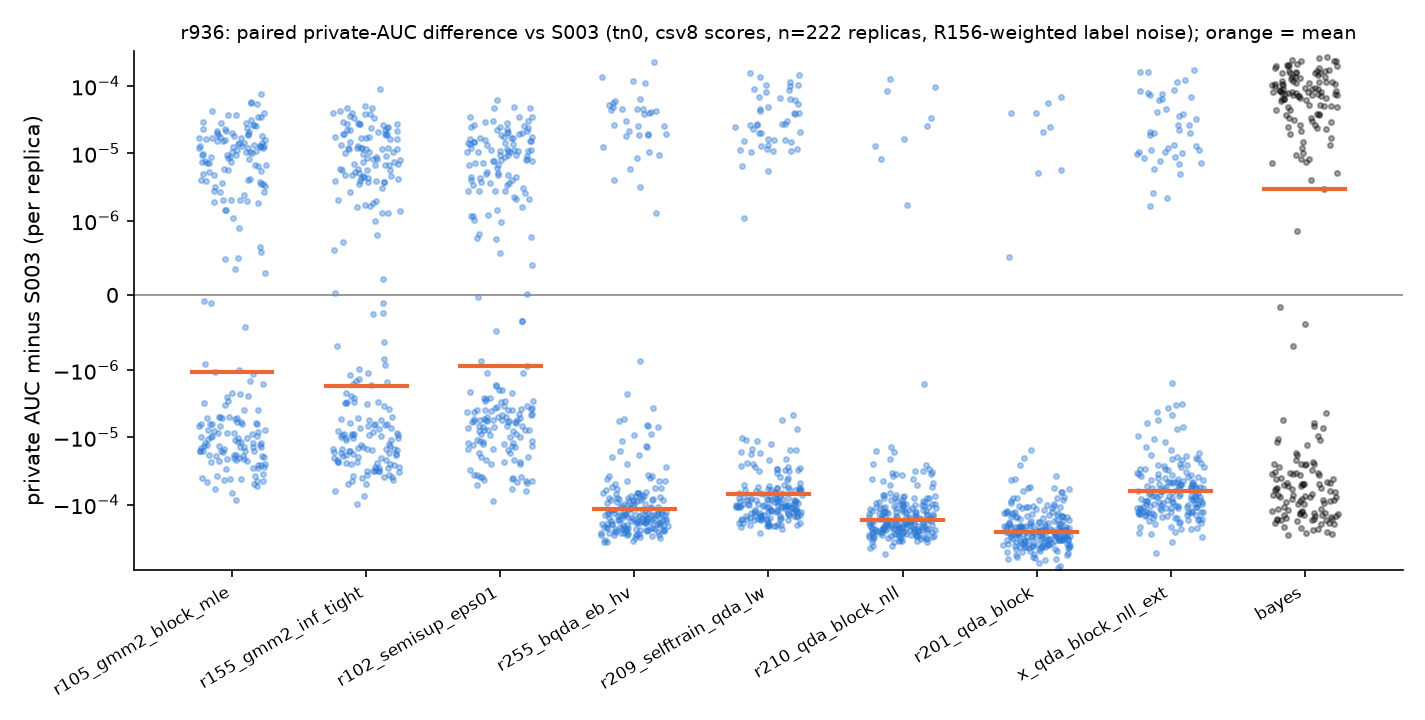 r936: paired private-AUC difference vs S003 (tn0, csv8 scores, n=222 replicas, R156-weighted label noise); orange = mean
private AUC minus S003 (per replica)
10⁻⁴
10⁻⁵
10⁻⁶
0
−10⁻⁶
−10⁻⁵
−10⁻⁴
r105_gmm2_block_mle
r155_gmm2_inf_tight
r102_semisup_eps01
r255_bqda_eb_hv
r209_selftrain_qda_lw
r210_qda_block_nll
r201_qda_block
x_qda_block_nll_ext
bayes